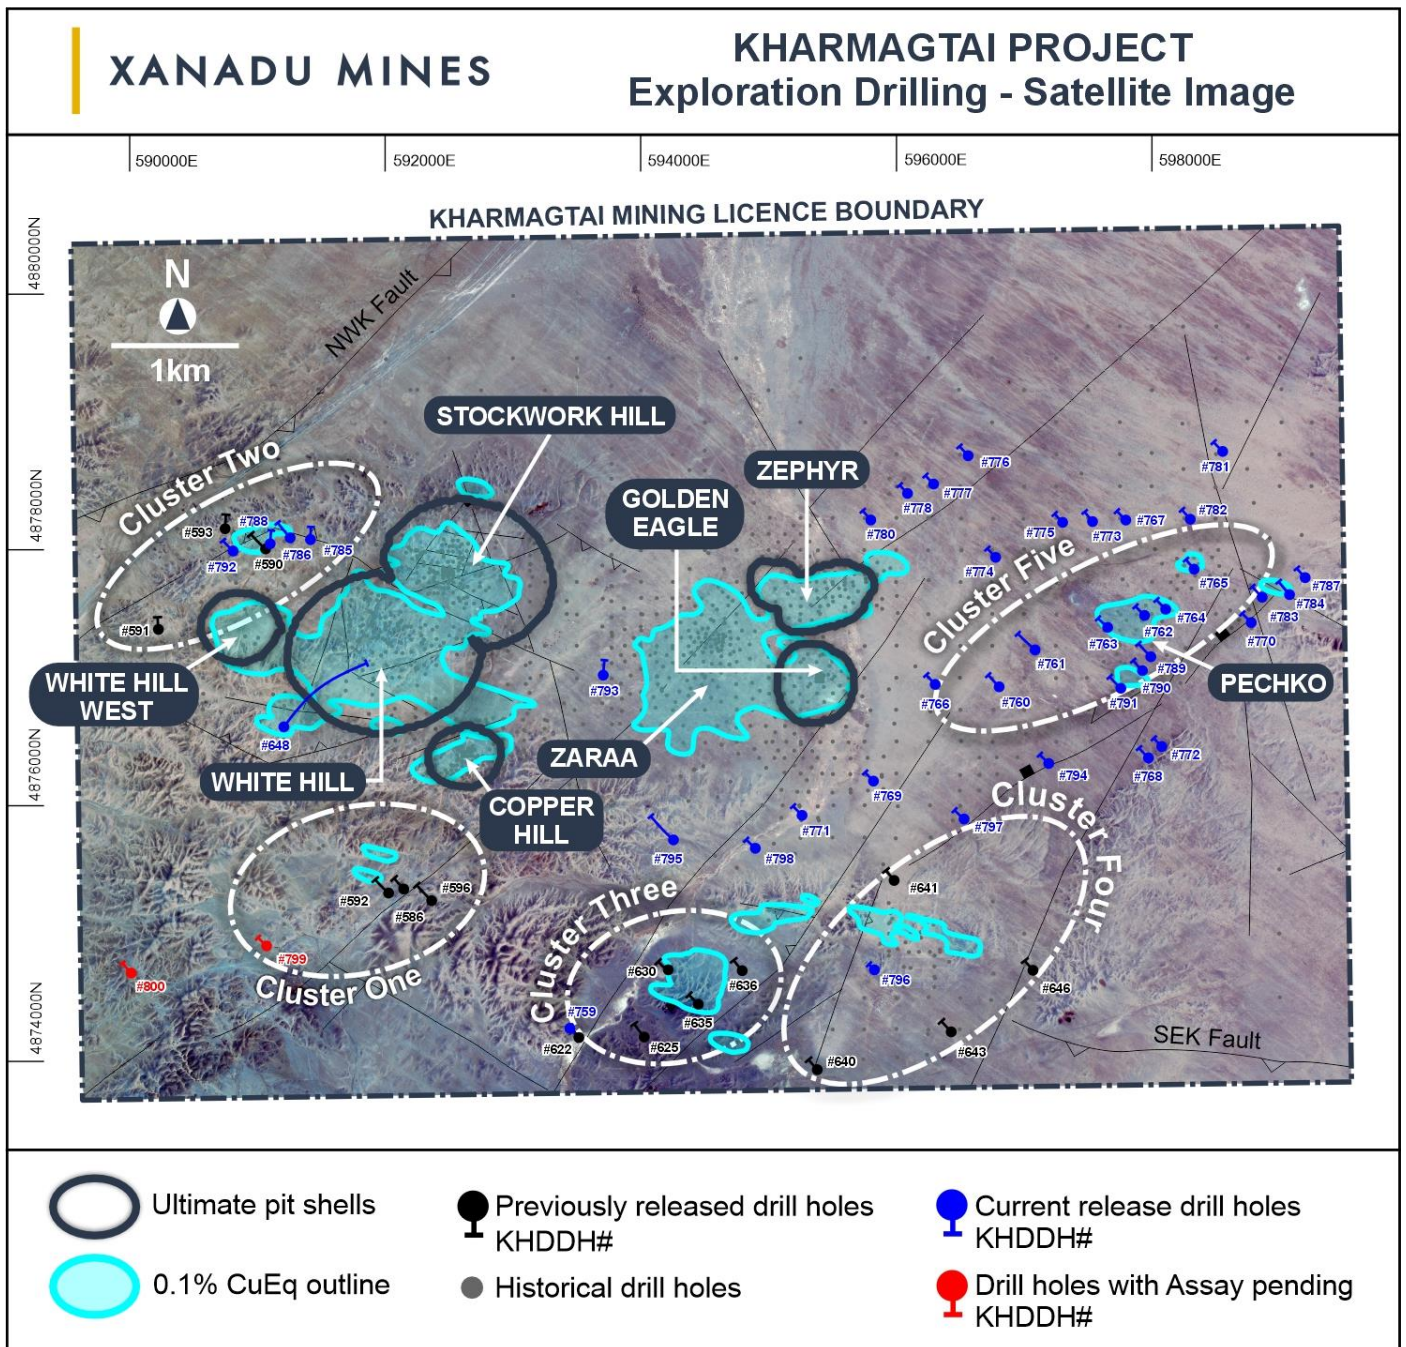 XANADU MINES
KHARMAGTAI PROJECT
Exploration Drilling - Satellite Image
590000E
592000E
594000E
596000E
598000E
KHARMAGTAI MINING LICENCE BOUNDARY
4880000N
4878000N
4876000N
4874000N
N
1km
NWK Fault
STOCKWORK HILL
ZEPHYR
GOLDEN
EAGLE
Cluster Two
#593
#788
#792
#590
#786
#785
#591
WHITE HILL
WEST
#648
WHITE HILL
COPPER
HILL
ZARAA
#793
#776
#777
#778
#780
#781
#782
#775
#773
#767
#774
Cluster Five
#765
#787
#784
#783
#770
#764
#762
#763
#761
#789
#790
#791
#760
#766
PECHKO
#772
#768
#794
#769
#797
#771
#798
#795
Cluster Four
#641
#796
#646
#643
#640
SEK Fault
Cluster Three
#630
#636
#635
#625
#759
#622
#592
#586
#596
#799
#800
Cluster One
Ultimate pit shells
0.1% CuEq outline
Previously released drill holes
KHDDH#
Historical drill holes
Current release drill holes
KHDDH#
Drill holes with Assay pending
KHDDH#